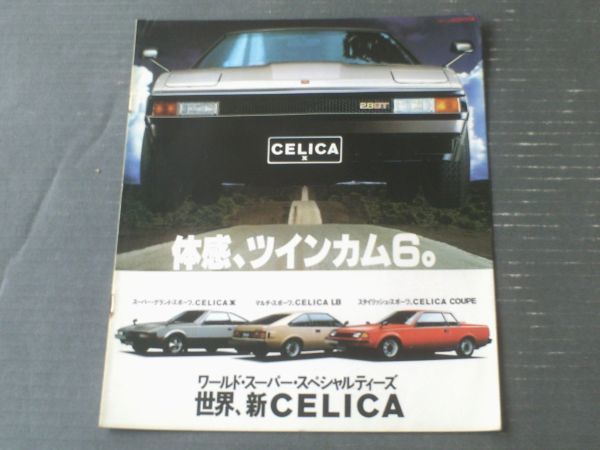 2.8GT
CELICA
X
体感、ツインカム6。
スーパー・グランド・スポーツ、CELICA XX
マルチ・スポーツ、CELICA LB
スタイリッシュ・スポーツ、CELICA COUPE
ワールド・スーパー・スペシャルティーズ
世界、新CELICA